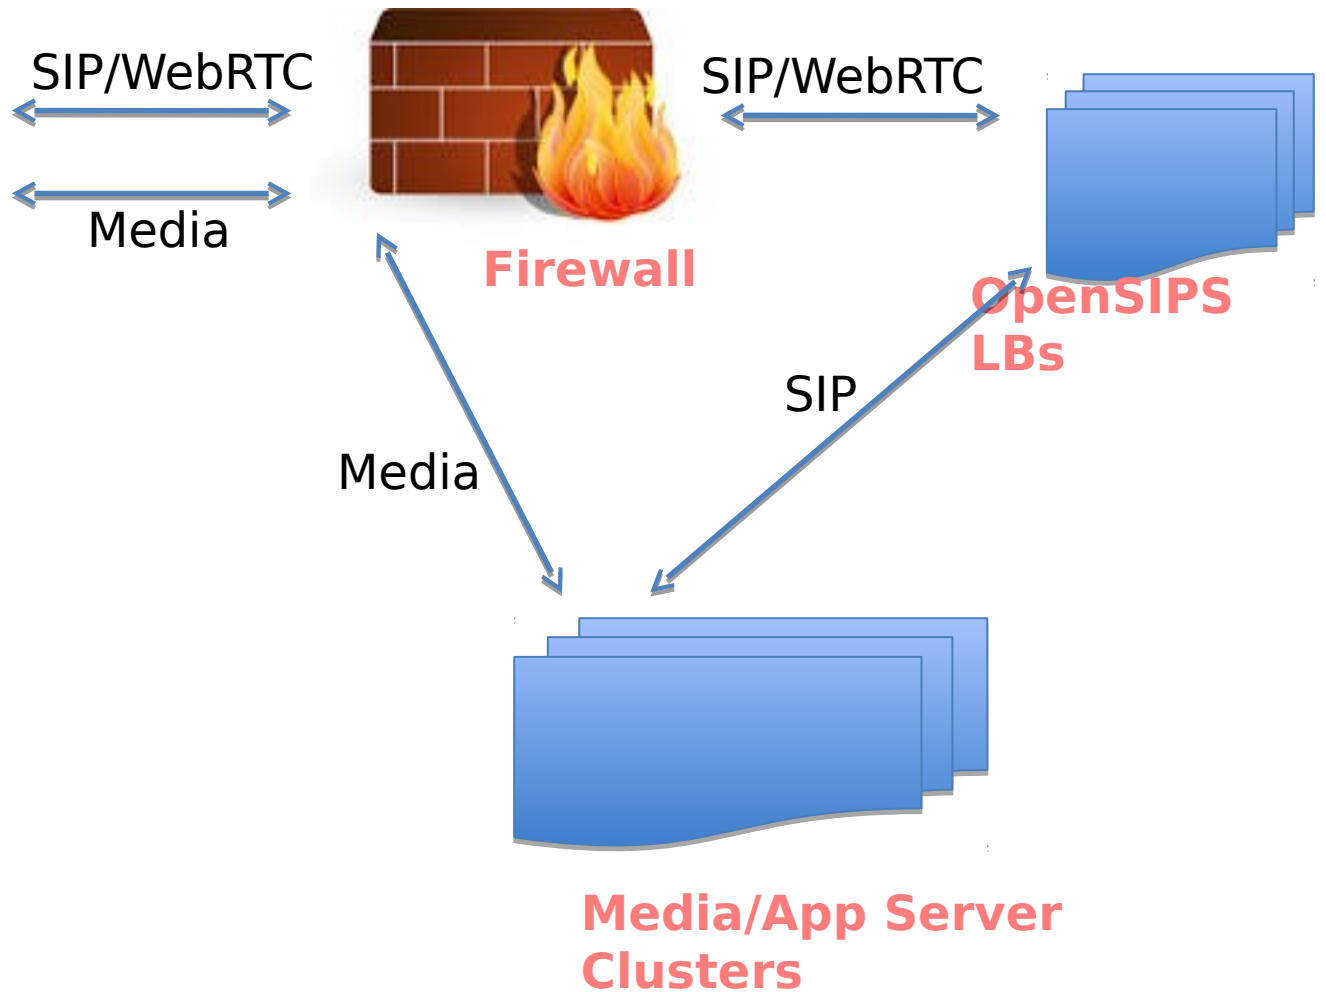 SIP/WebRTC
SIP/WebRTC
Media
Firewall
OpenSIPS
LBs
SIP
Media
Media/App Server
Clusters